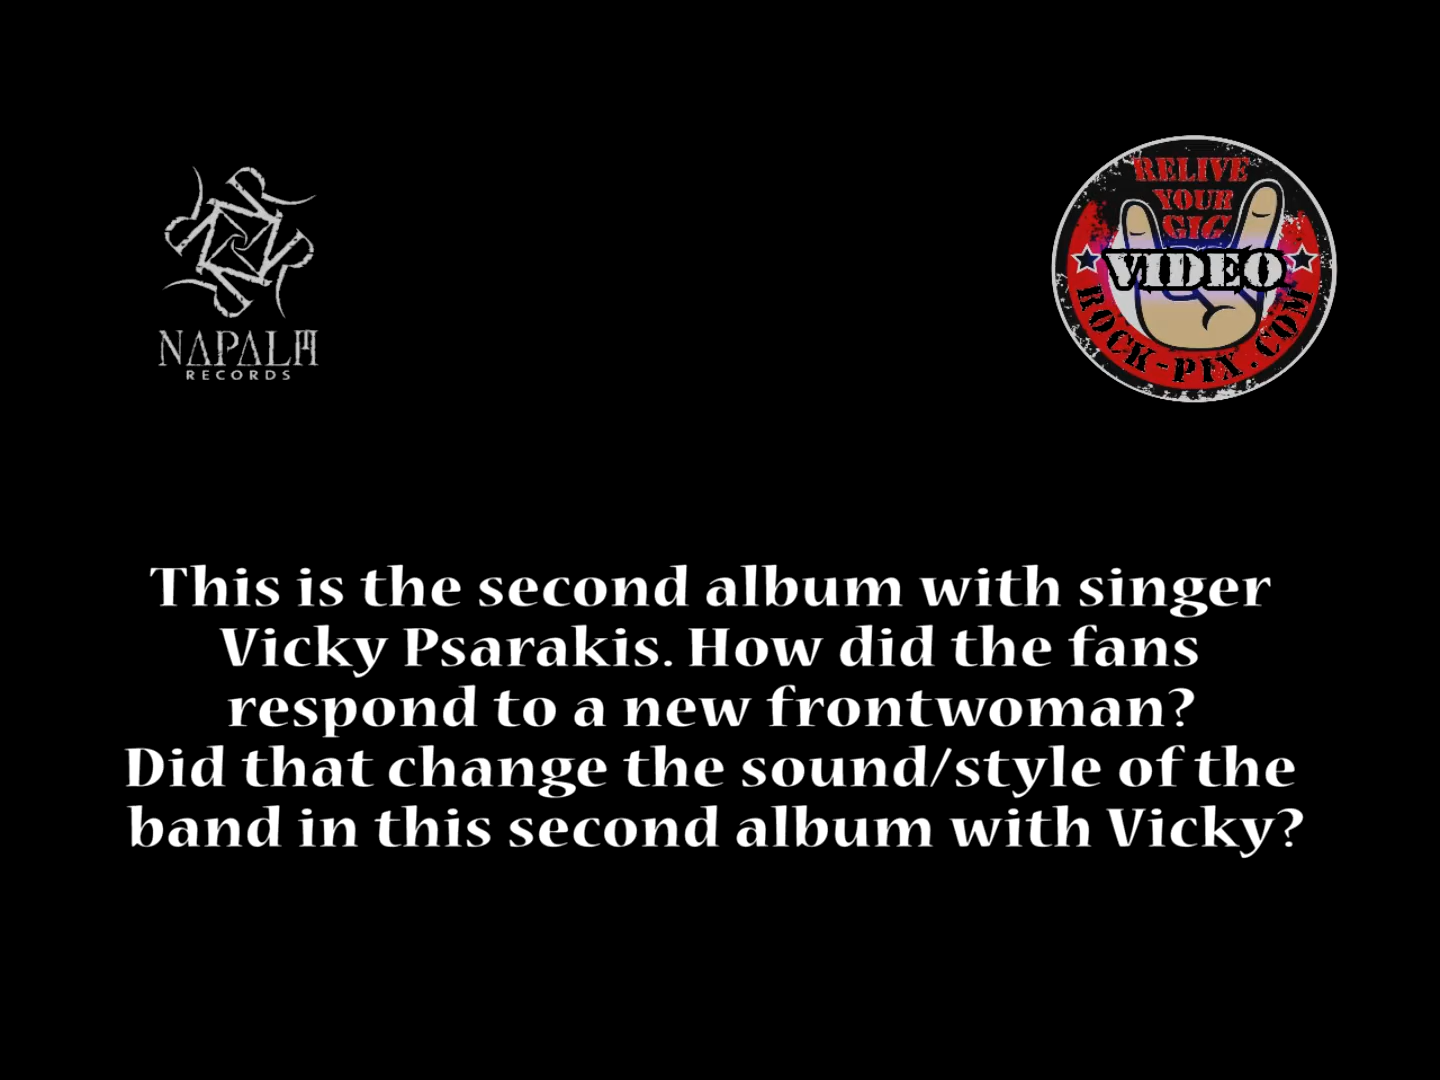 NAPALM
RECORDS
RELIVE
YOUR
GIG
VIDEO
ROCK-PIX.COM
This is the second album with singer
Vicky Psarakis. How did the fans
respond to a new frontwoman?
Did that change the sound/style of the
band in this second album with Vicky?